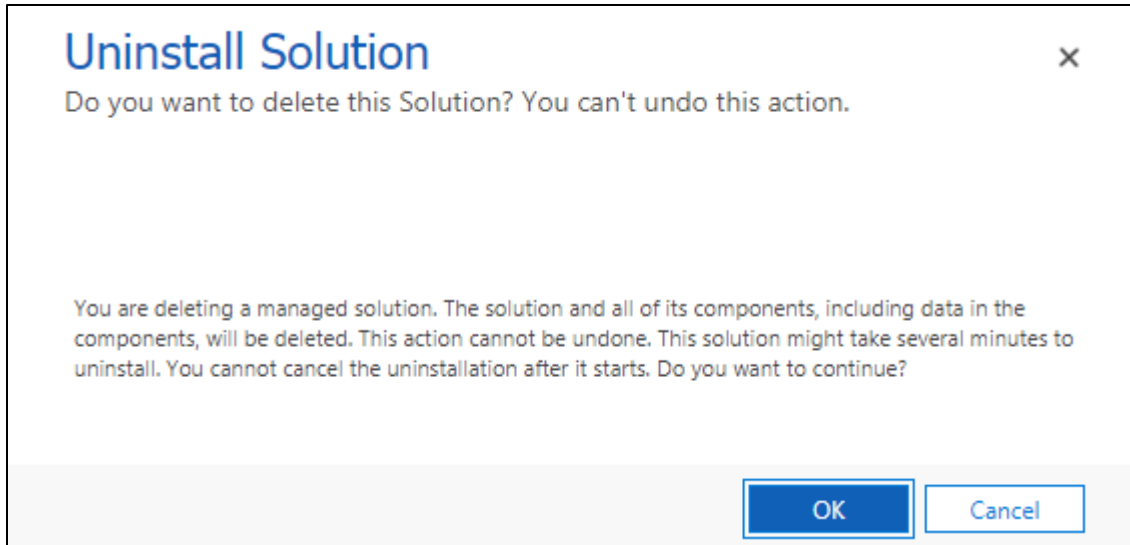 Uninstall Solution
Do you want to delete this Solution? You can't undo this action.
You are deleting a managed solution. The solution and all of its components, including data in the
components, will be deleted. This action cannot be undone. This solution might take several minutes to
uninstall. You cannot cancel the uninstallation after it starts. Do you want to continue?
OK
Cancel